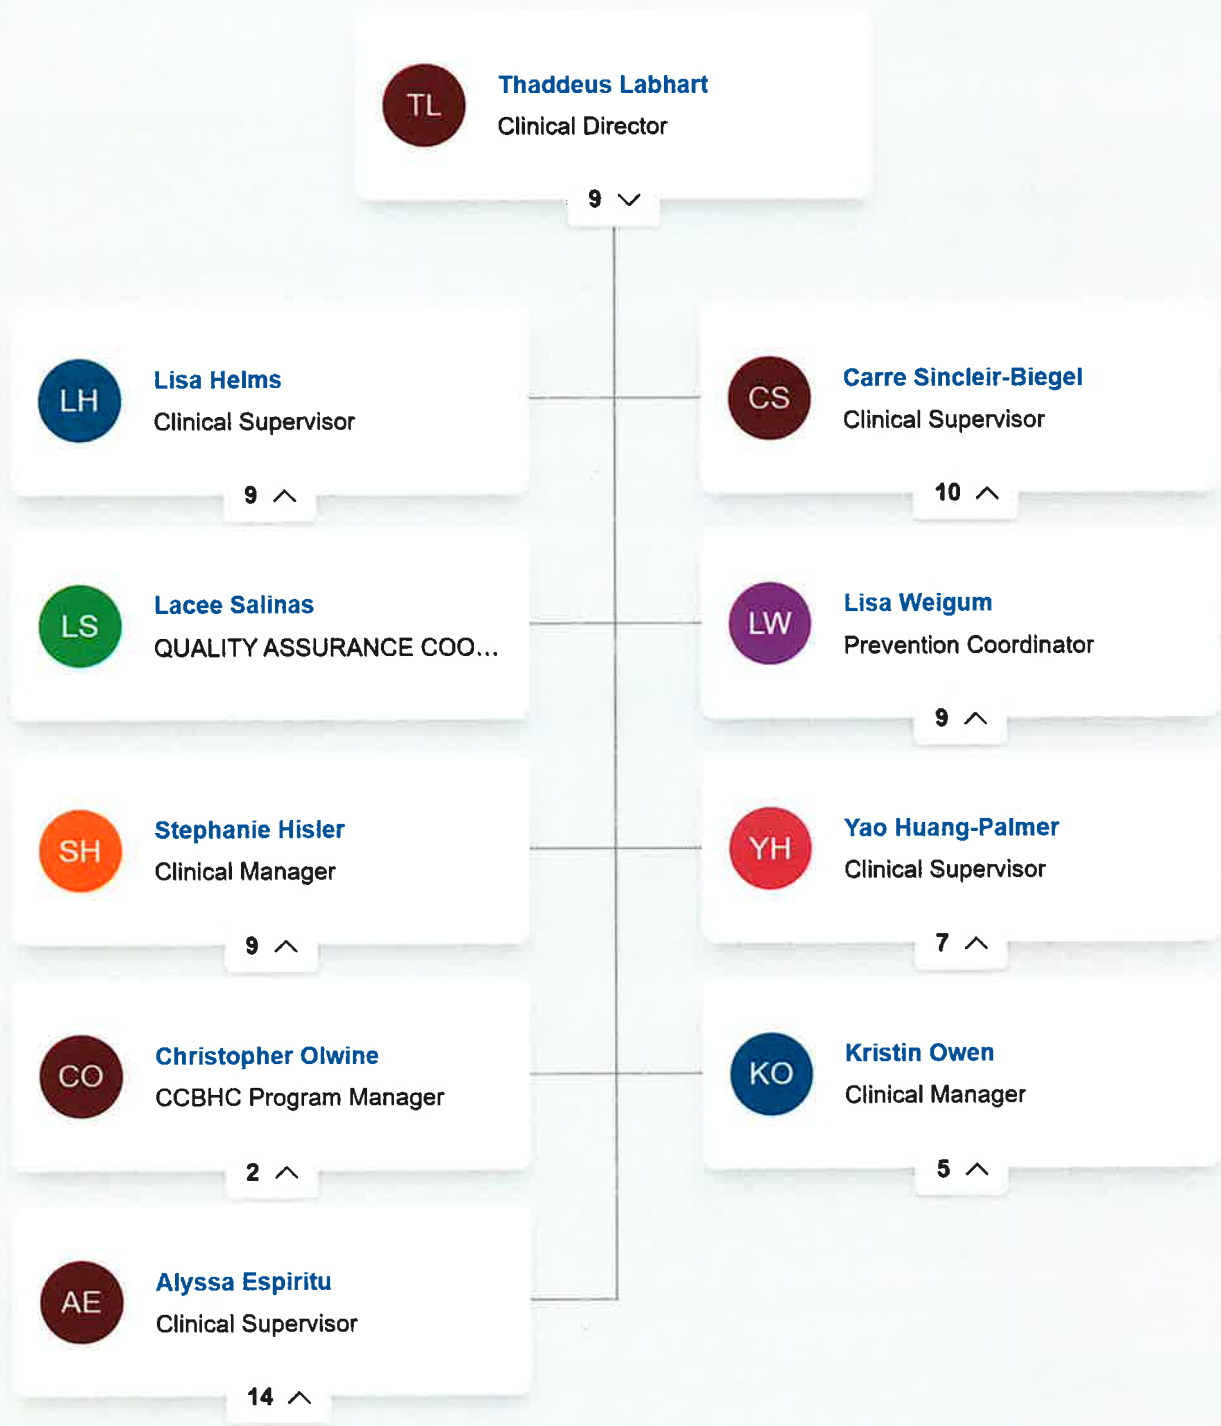 TL
Thaddeus Labhart
Clinical Director
9
LH
Lisa Helms
Clinical Supervisor
9
CS
Carre Sincleir-Biegel
Clinical Supervisor
10
LS
Lacee Salinas
QUALITY ASSURANCE COO...
LW
Lisa Weigum
Prevention Coordinator
9
SH
Stephanie Hisler
Clinical Manager
9
YH
Yao Huang-Palmer
Clinical Supervisor
7
CO
Christopher Olwine
CCBHC Program Manager
2
KO
Kristin Owen
Clinical Manager
5
AE
Alyssa Espiritu
Clinical Supervisor
14